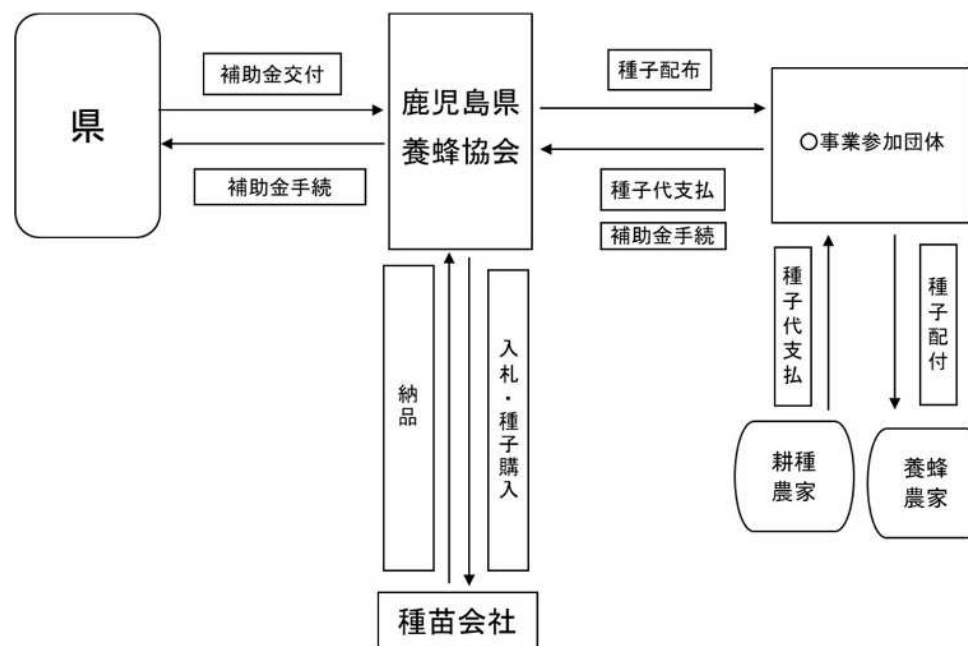 県
補助金交付
補助金手続
鹿児島県
養蜂協会
種子配布
種子代支払
補助金手続
〇事業参加団体
納品
入札・種子購入
種子代支払
種子配付
耕種
農家
養蜂
農家
種苗会社